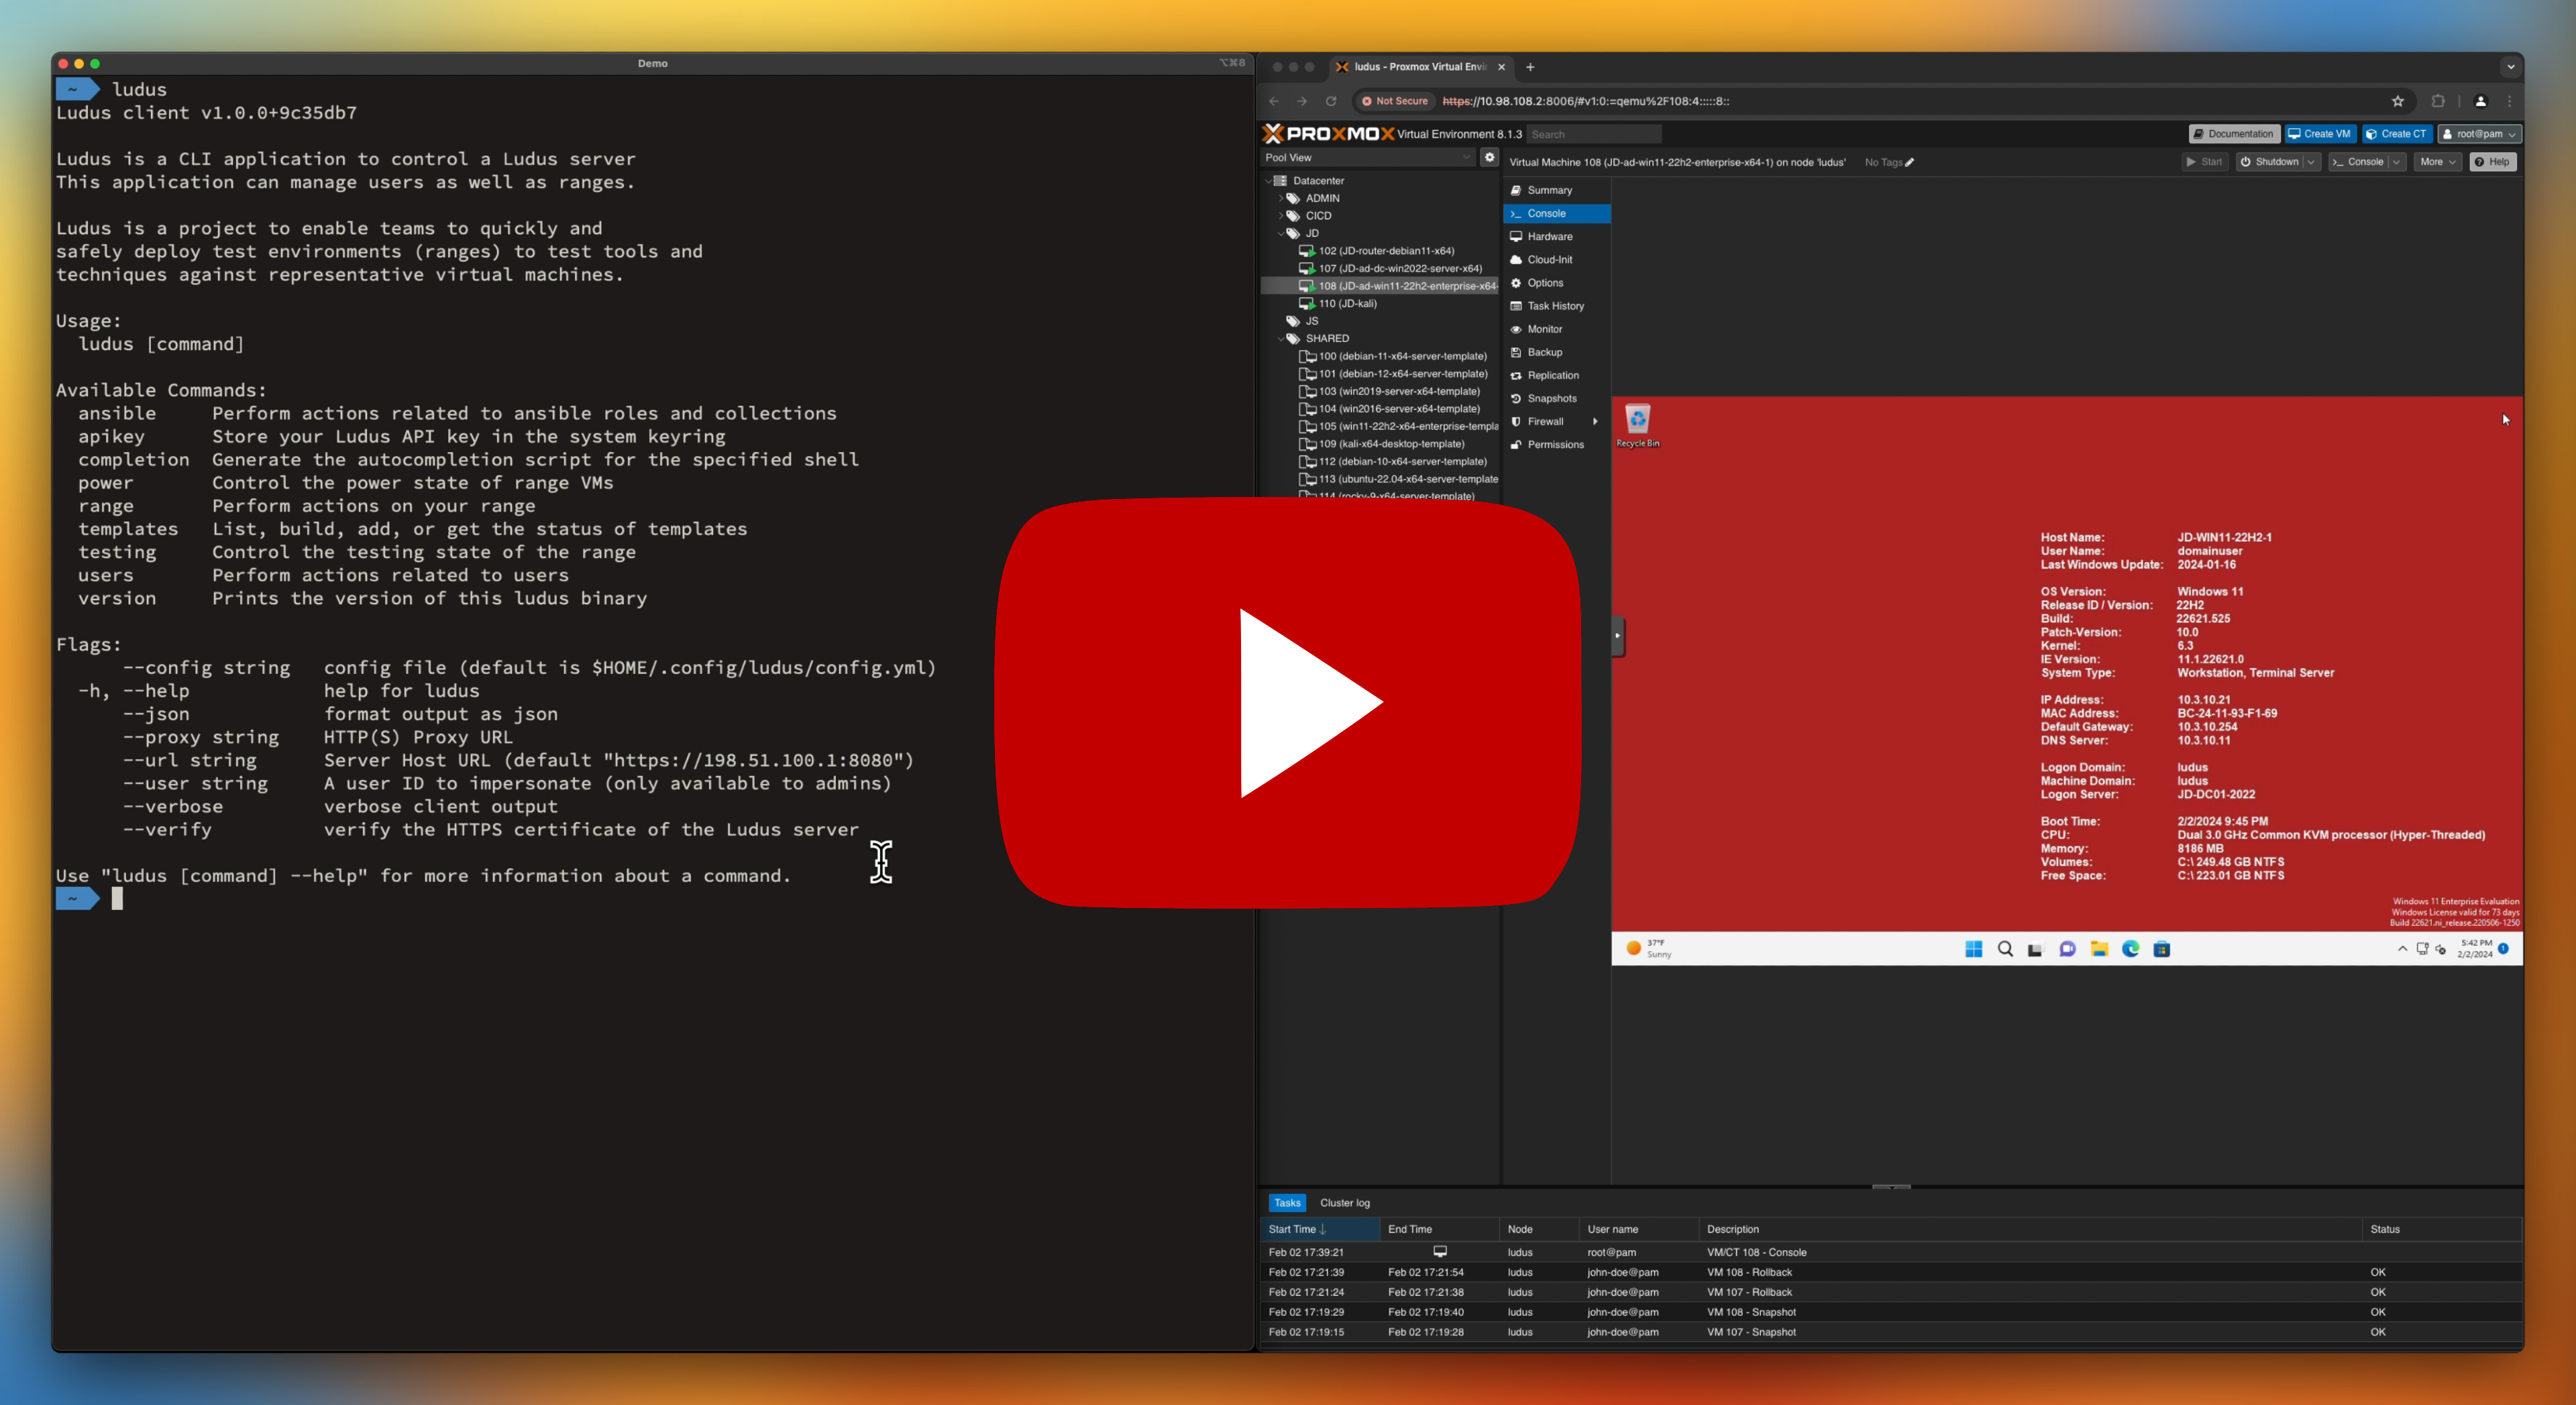 Demo
⌥⌘8
~ ludus
Ludus client v1.0.0+9c35db7
Ludus is a CLI application to control a Ludus server
This application can manage users as well as ranges.
Ludus is a project to enable teams to quickly and
safely deploy test environments (ranges) to test tools and
techniques against representative virtual machines.
Usage:
ludus [command]
Available Commands:
ansible Perform actions related to ansible roles and collections
apikey Store your Ludus API key in the system keyring
completion Generate the autocompletion script for the specified shell
power Control the power state of range VMs
range Perform actions on your range
templates List, build, add, or get the status of templates
testing Control the testing state of the range
users Perform actions related to users
version Prints the version of this ludus binary
Flags:
--config string config file (default is $HOME/.config/ludus/config.yml)
-h, --help help for ludus
--json format output as json
--proxy string HTTP(S) Proxy URL
--url string Server Host URL (default "https://198.51.100.1:8080")
--user string A user ID to impersonate (only available to admins)
--verbose verbose client output
--verify verify the HTTPS certificate of the Ludus server
Use "ludus [command] --help" for more information about a command.
~
ludus - Proxmox Virtual Envi
Not Secure https://10.98.108.2:8006/#v1:0:=qemu%2F108:4:::::8::
PROXMOX Virtual Environment 8.1.3 Search
Documentation Create VM Create CT root@pam
Pool View
Virtual Machine 108 (JD-ad-win11-22h2-enterprise-x64-1) on node 'ludus' No Tags
Start Shutdown Console More Help
Datacenter
ADMIN
CICD
JD
102 (JD-router-debian11-x64)
107 (JD-ad-dc-win2022-server-x64)
108 (JD-ad-win11-22h2-enterprise-x64-
110 (JD-kali)
JS
SHARED
100 (debian-11-x64-server-template)
101 (debian-12-x64-server-template)
103 (win2019-server-x64-template)
104 (win2016-server-x64-template)
105 (win11-22h2-x64-enterprise-templa
109 (kali-x64-desktop-template)
112 (debian-10-x64-server-template)
113 (ubuntu-22.04-x64-server-template
114 (rocky-9-x64-server-template)
Summary
Console
Hardware
Cloud-Init
Options
Task History
Monitor
Backup
Replication
Snapshots
Firewall
Permissions
Recycle Bin
Host Name: JD-WIN11-22H2-1
User Name: domainuser
Last Windows Update: 2024-01-16
OS Version: Windows 11
Release ID / Version: 22H2
Build: 22621.525
Patch-Version: 10.0
Kernel: 6.3
IE Version: 11.1.22621.0
System Type: Workstation, Terminal Server
IP Address: 10.3.10.21
MAC Address: BC-24-11-93-F1-69
Default Gateway: 10.3.10.254
DNS Server: 10.3.10.11
Logon Domain: ludus
Machine Domain: ludus
Logon Server: JD-DC01-2022
Boot Time: 2/2/2024 9:45 PM
CPU: Dual 3.0 GHz Common KVM processor (Hyper-Threaded)
Memory: 8186 MB
Volumes: C:\ 249.48 GB NTFS
Free Space: C:\ 223.01 GB NTFS
Windows 11 Enterprise Evaluation
Windows License valid for 73 days
Build 22621.ni_release.220506-1250
37°F
Sunny
5:42 PM
2/2/2024
1
Tasks Cluster log
Start Time End Time Node User name Description Status
Feb 02 17:39:21 ludus root@pam VM/CT 108 - Console
Feb 02 17:21:39 Feb 02 17:21:54 ludus john-doe@pam VM 108 - Rollback OK
Feb 02 17:21:24 Feb 02 17:21:38 ludus john-doe@pam VM 107 - Rollback OK
Feb 02 17:19:29 Feb 02 17:19:40 ludus john-doe@pam VM 108 - Snapshot OK
Feb 02 17:19:15 Feb 02 17:19:28 ludus john-doe@pam VM 107 - Snapshot OK